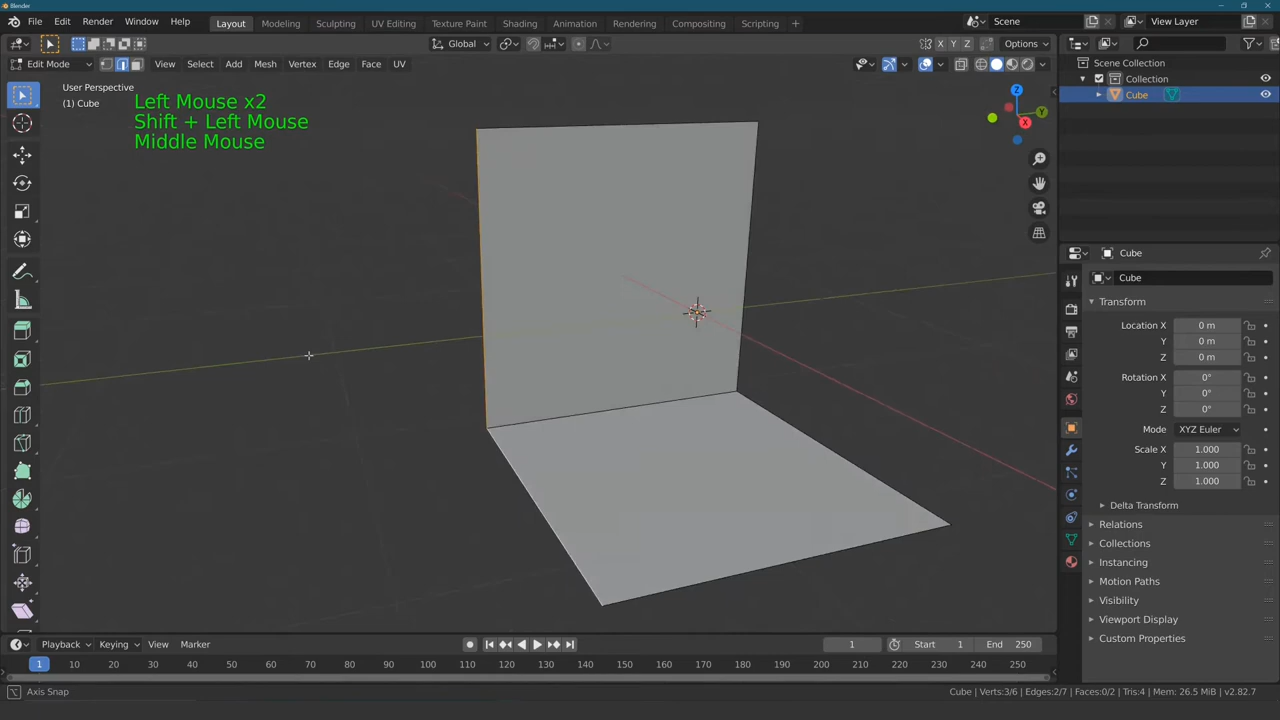 Blender
File Edit Render Window Help
Layout Modeling Sculpting UV Editing Texture Paint Shading Animation Rendering Compositing Scripting +
Scene
View Layer
Global
X Y Z
Options
Edit Mode
View Select Add Mesh Vertex Edge Face UV
User Perspective
(1) Cube
Left Mouse x2
Shift + Left Mouse
Middle Mouse
Z
Y
X
Scene Collection
Collection
Cube
Cube
Cube
Transform
Location X 0 m
Y 0 m
Z 0 m
Rotation X 0°
Y 0°
Z 0°
Mode XYZ Euler
Scale X 1.000
Y 1.000
Z 1.000
Delta Transform
Relations
Collections
Instancing
Motion Paths
Visibility
Viewport Display
Custom Properties
Playback Keying View Marker
1
Start 1
End 250
1 10 20 30 40 50 60 70 80 90 100 110 120 130 140 150 160 170 180 190 200 210 220 230 240 250
Axis Snap
Cube | Verts:3/6 | Edges:2/7 | Faces:0/2 | Tris:4 | Mem: 26.5 MiB | v2.82.7